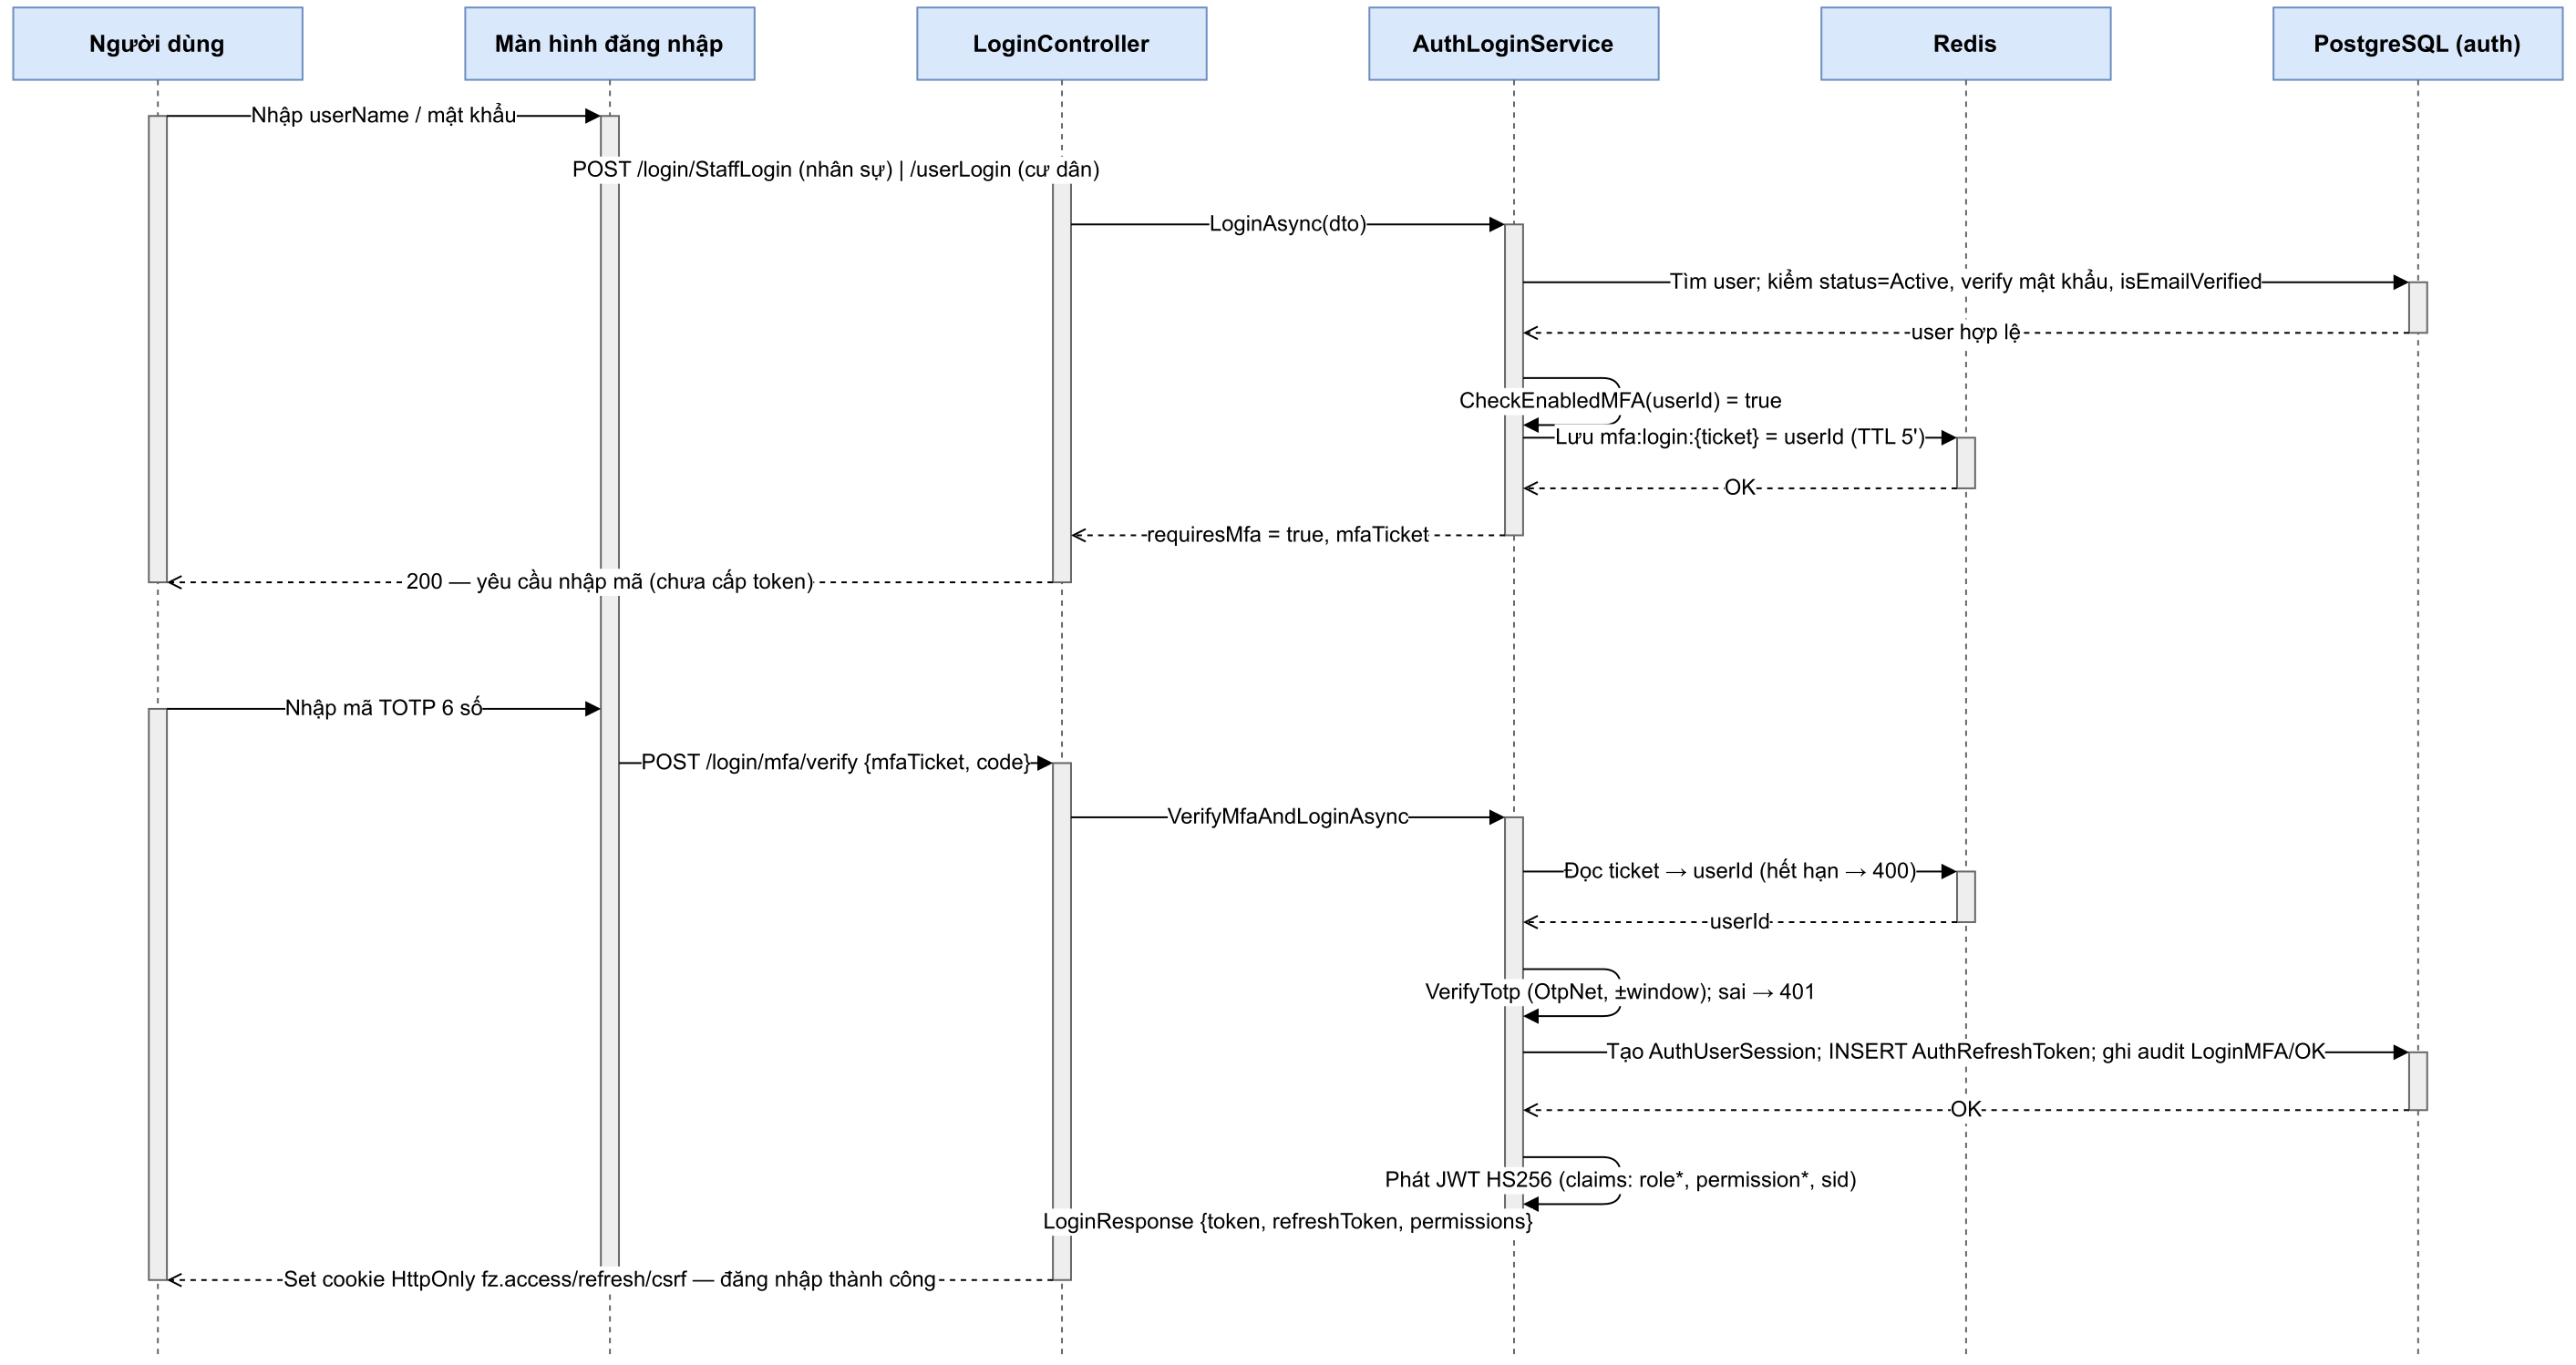 Người dùng
Màn hình đăng nhập
LoginController
AuthLoginService
Redis
PostgreSQL (auth)
Nhập userName / mật khẩu
POST /login/StaffLogin (nhân sự) | /userLogin (cư dân)
LoginAsync(dto)
Tìm user; kiểm status=Active, verify mật khẩu, isEmailVerified
user hợp lệ
CheckEnabledMFA(userId) = true
Lưu mfa:login:{ticket} = userId (TTL 5')
OK
requiresMfa = true, mfaTicket
200 — yêu cầu nhập mã (chưa cấp token)
Nhập mã TOTP 6 số
POST /login/mfa/verify {mfaTicket, code}
VerifyMfaAndLoginAsync
Đọc ticket → userId (hết hạn → 400)
userId
VerifyTotp (OtpNet, ±window); sai → 401
Tạo AuthUserSession; INSERT AuthRefreshToken; ghi audit LoginMFA/OK
OK
Phát JWT HS256 (claims: role*, permission*, sid)
LoginResponse {token, refreshToken, permissions}
Set cookie HttpOnly fz.access/refresh/csrf — đăng nhập thành công